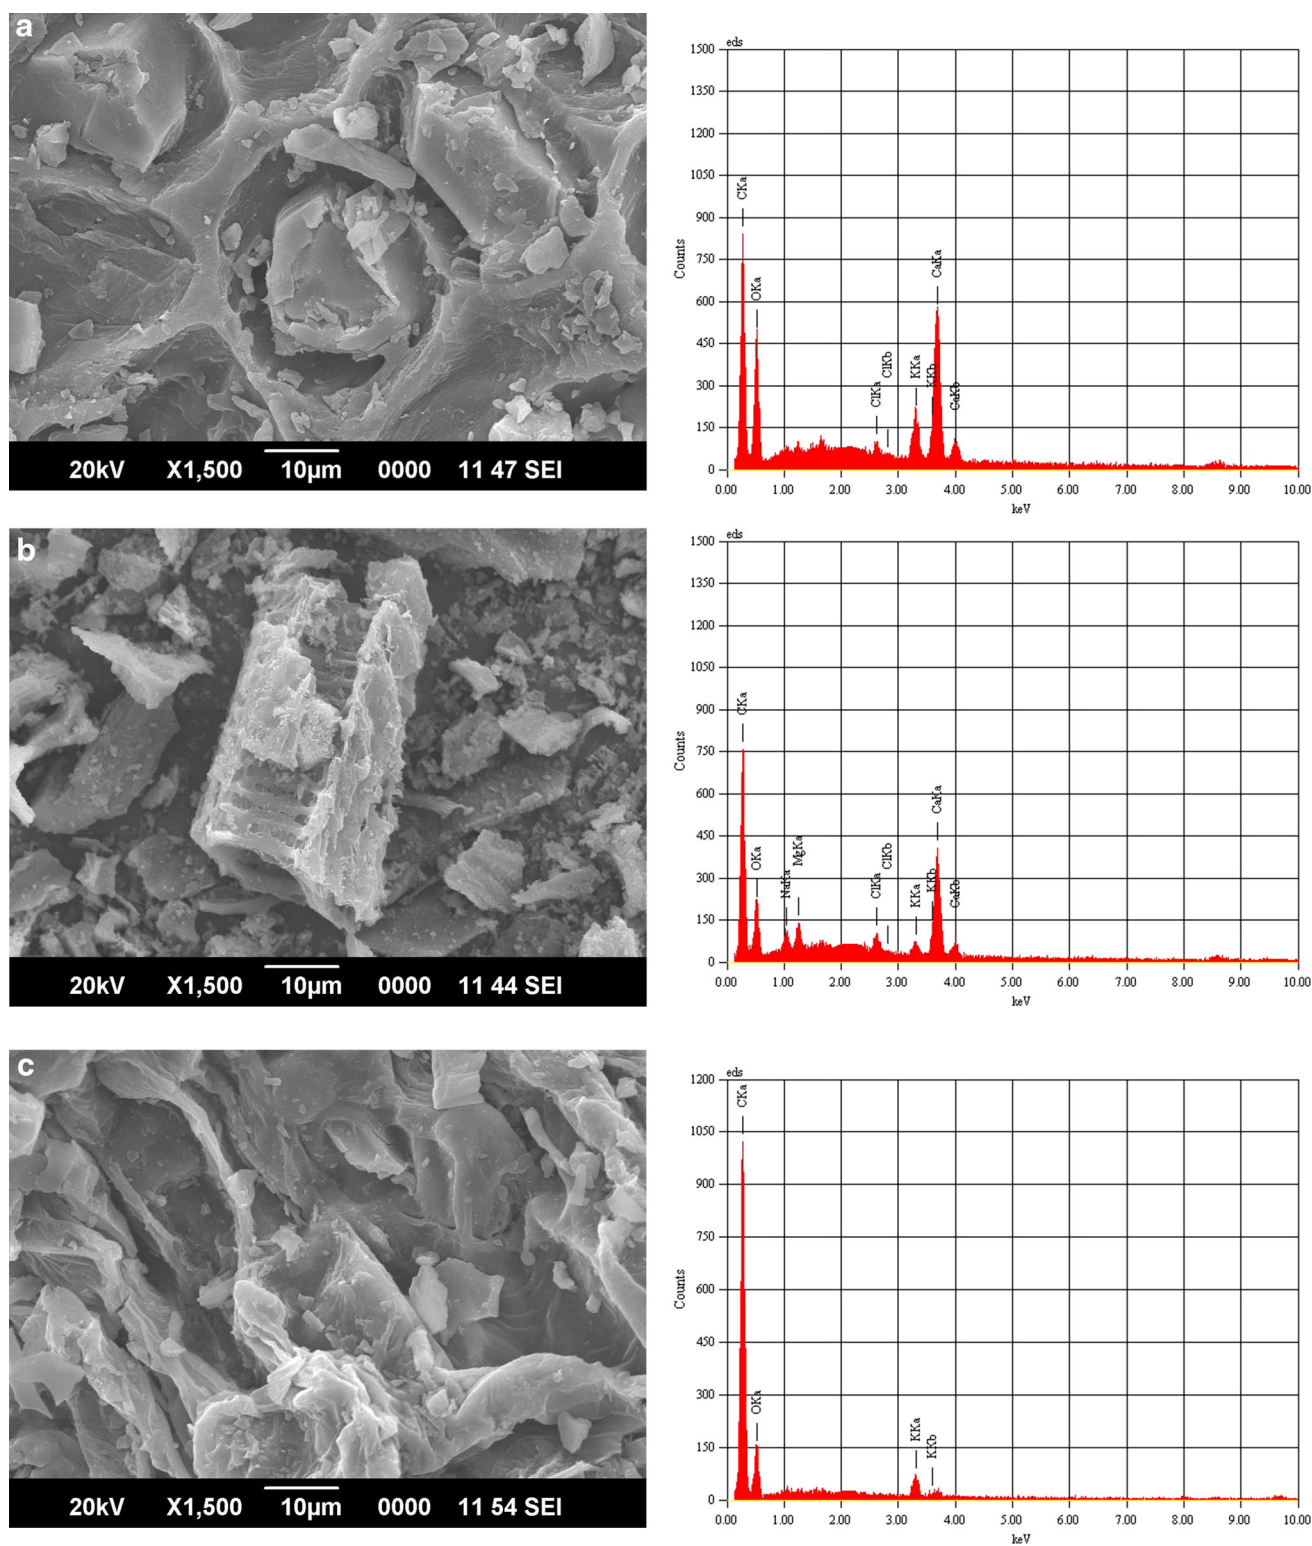 a
20kV X1,500 10µm 0000 11 47 SEI
eds
1500
1350
1200
1050
900
750
600
450
300
150
0
Counts
CKa
OKa
ClKa
ClKb
KKa
KKb
CaKa
CaKb
0.00 1.00 2.00 3.00 4.00 5.00 6.00 7.00 8.00 9.00 10.00
keV
b
20kV X1,500 10µm 0000 11 44 SEI
eds
1500
1350
1200
1050
900
750
600
450
300
150
0
Counts
CKa
OKa
NaKa
MgKa
ClKa
ClKb
KKa
KKb
CaKa
CaKb
0.00 1.00 2.00 3.00 4.00 5.00 6.00 7.00 8.00 9.00 10.00
keV
c
20kV X1,500 10µm 0000 11 54 SEI
eds
1200
1050
900
750
600
450
300
150
0
Counts
CKa
OKa
KKa
KKb
0.00 1.00 2.00 3.00 4.00 5.00 6.00 7.00 8.00 9.00 10.00
keV